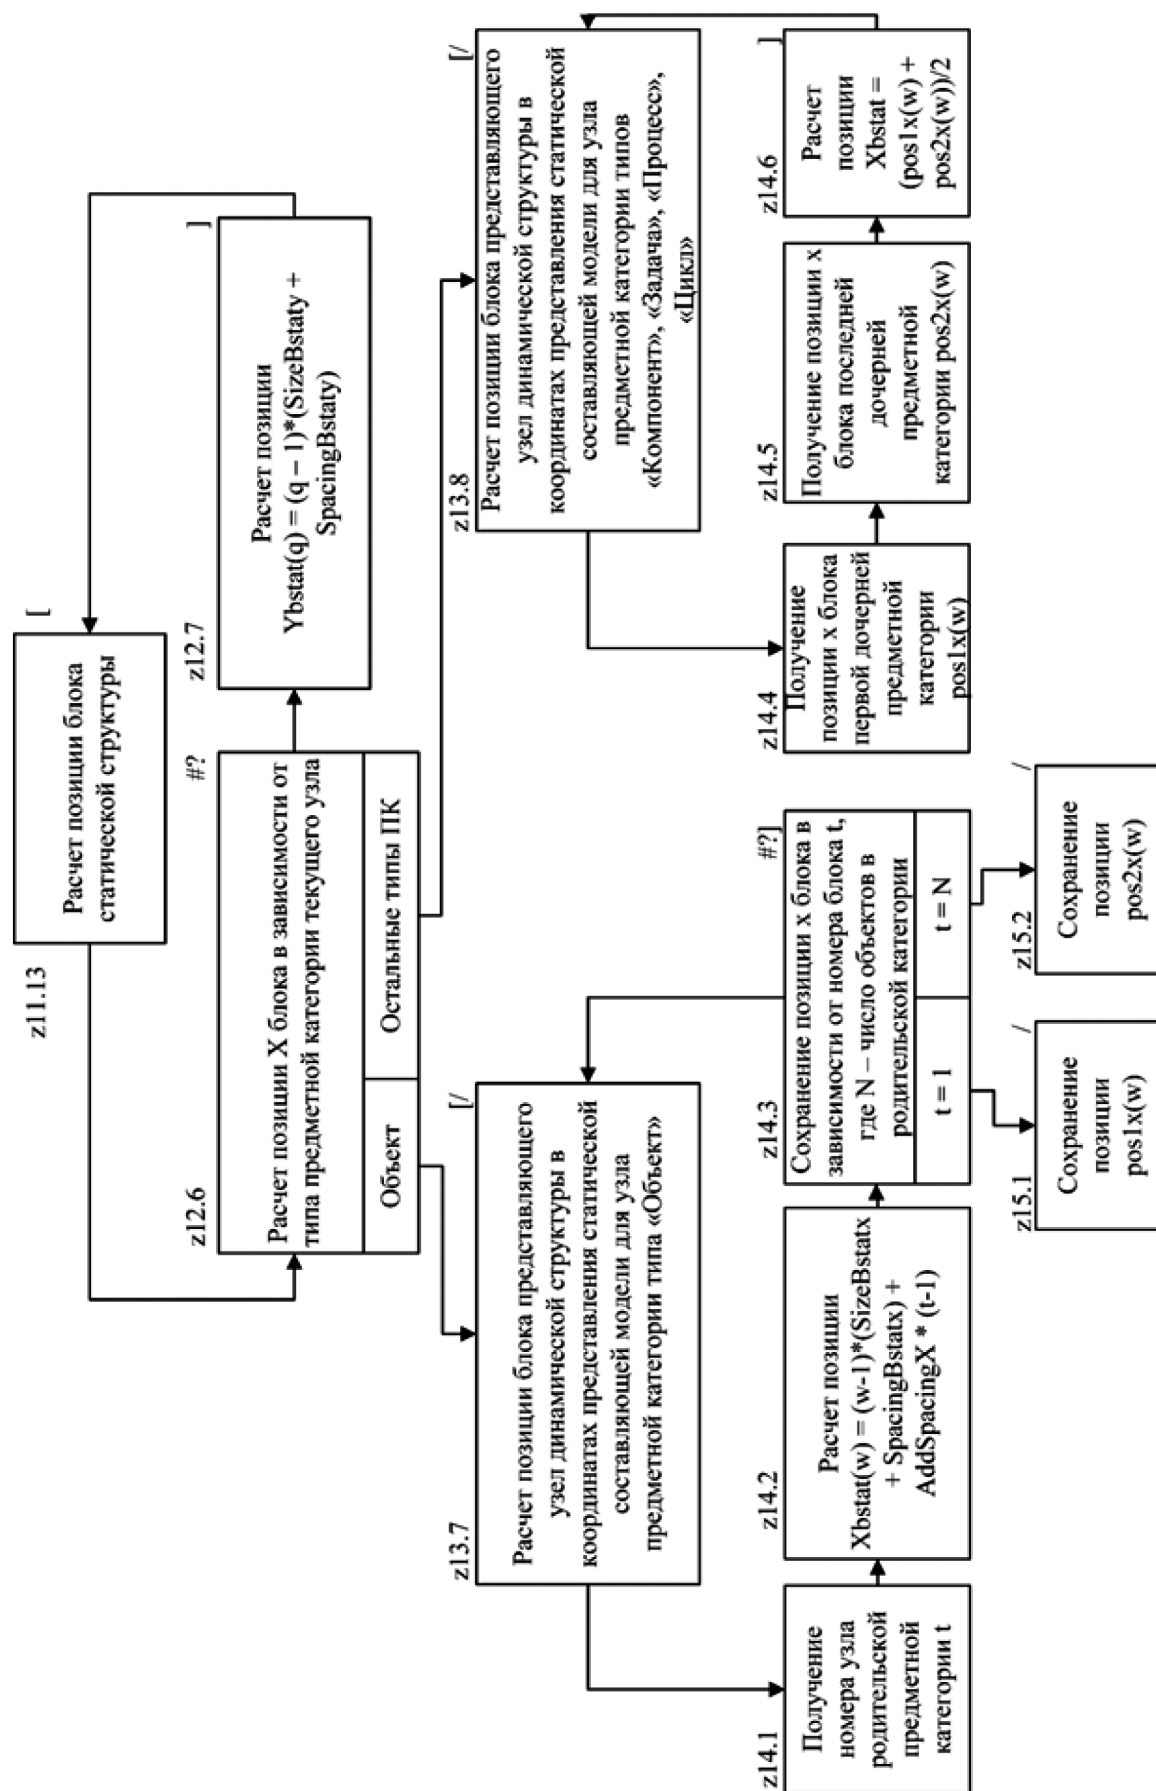 z11.13
[
Расчет позиции блока
статической структуры
z12.6
#?
Расчет позиции X блока в зависимости от
типа предметной категории текущего узла
Объект
Остальные типы ПК
z12.7
]
Расчет позиции
Ybstat(q) = (q – 1)*(SizeBstaty +
SpacingBstaty)
z13.7
[/
Расчет позиции блока представляющего
узел динамической структуры в
координатах представления статической
составляющей модели для узла
предметной категории типа «Объект»
z13.8
[/
Расчет позиции блока представляющего
узел динамической структуры в
координатах представления статической
составляющей модели для узла
предметной категории типов
«Компонент», «Задача», «Процесс»,
«Цикл»
z14.1
Получение
номера узла
родительской
предметной
категории t
z14.2
Расчет позиции
Xbstat(w) = (w-1)*(SizeBstatx
+ SpacingBstatx) +
AddSpacingX * (t-1)
z14.3
#?]
Сохранение позиции x блока в
зависимости от номера блока t,
где N – число объектов в
родительской категории
t = 1
t = N
z14.4
Получение
позиции x блока
первой дочерней
предметной
категории
pos1x(w)
z14.5
Получение позиции x
блока последней
дочерней
предметной
категории pos2x(w)
z14.6
]
Расчет
позиции
Xbstat =
(pos1x(w) +
pos2x(w))/2
z15.1
/
Сохранение
позиции
pos1x(w)
z15.2
/
Сохранение
позиции
pos2x(w)